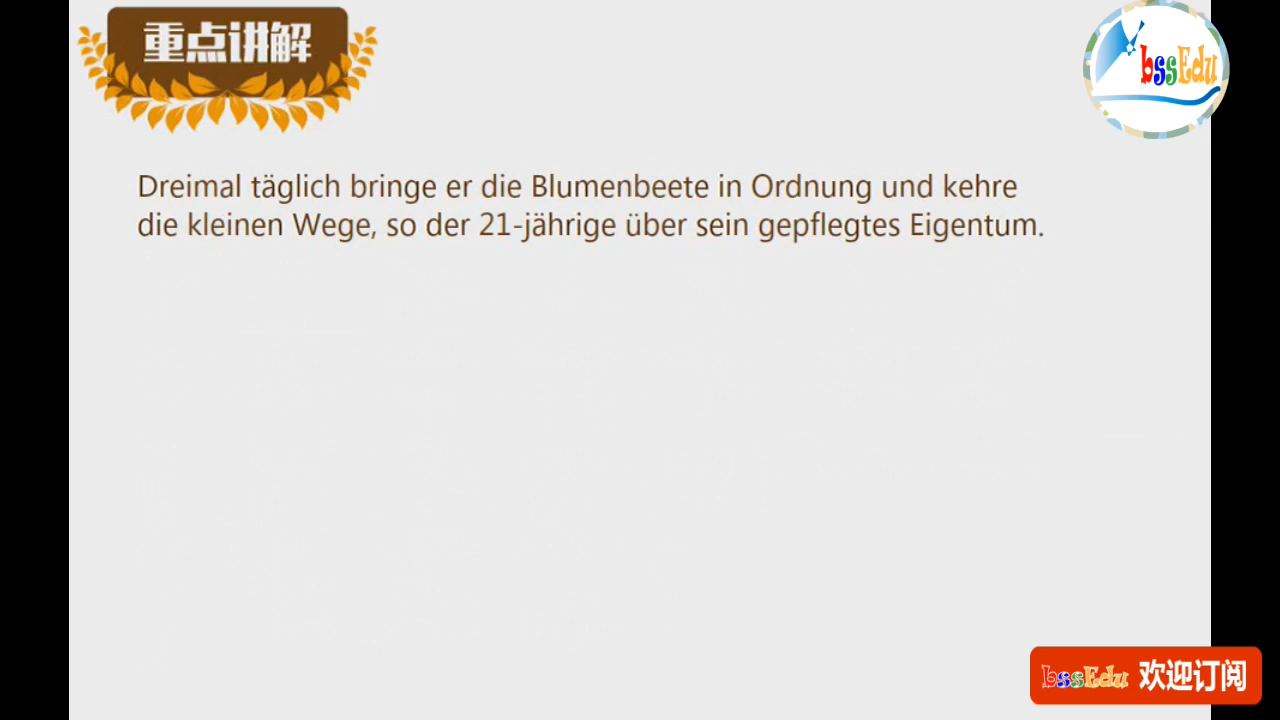 重点讲解
bssEdu
Dreimal täglich bringe er die Blumenbeete in Ordnung und kehre
die kleinen Wege, so der 21-jährige über sein gepflegtes Eigentum.
bssEdu 欢迎订阅